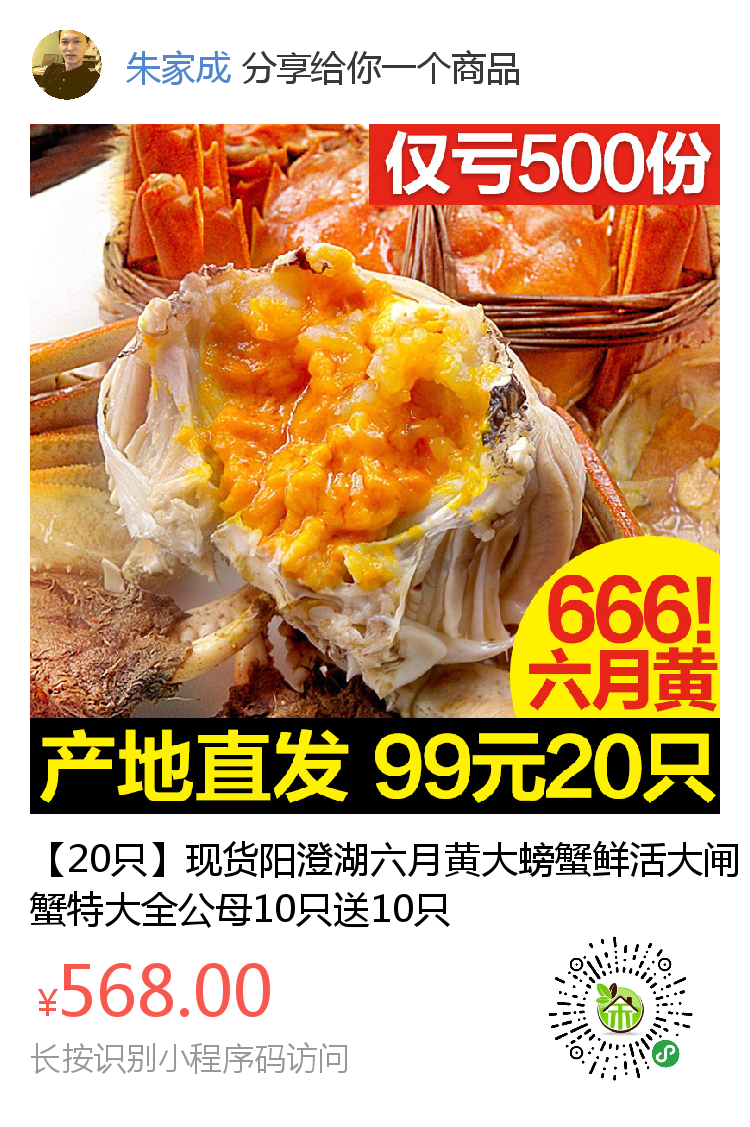 朱家成 分享给你一个商品
仅亏500份
666!
六月黄
产地直发 99元20只
【20只】现货阳澄湖六月黄大螃蟹鲜活大闸
蟹特大全公母10只送10只
¥568.00
长按识别小程序码访问